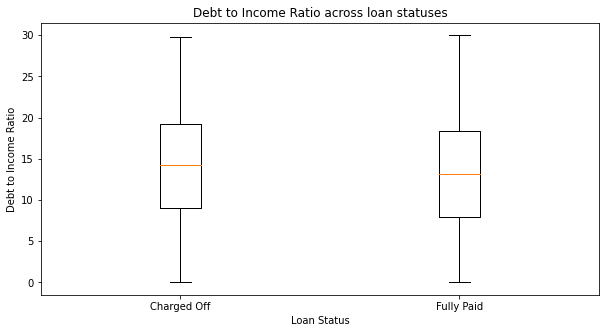 Debt to Income Ratio across loan statuses
Debt to Income Ratio
30
25
20
15
10
5
0
Charged Off
Fully Paid
Loan Status